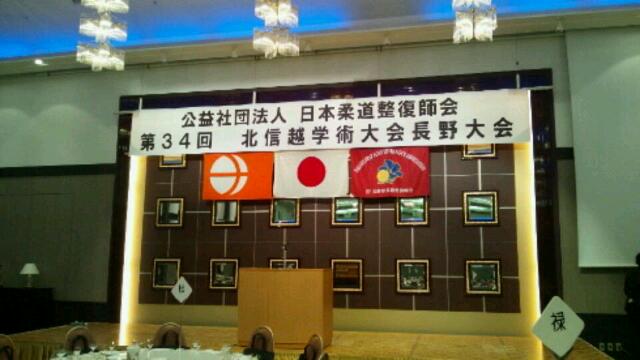 公益社団法人 日本柔道整復師会
第34回 北信越学術大会長野大会
禄